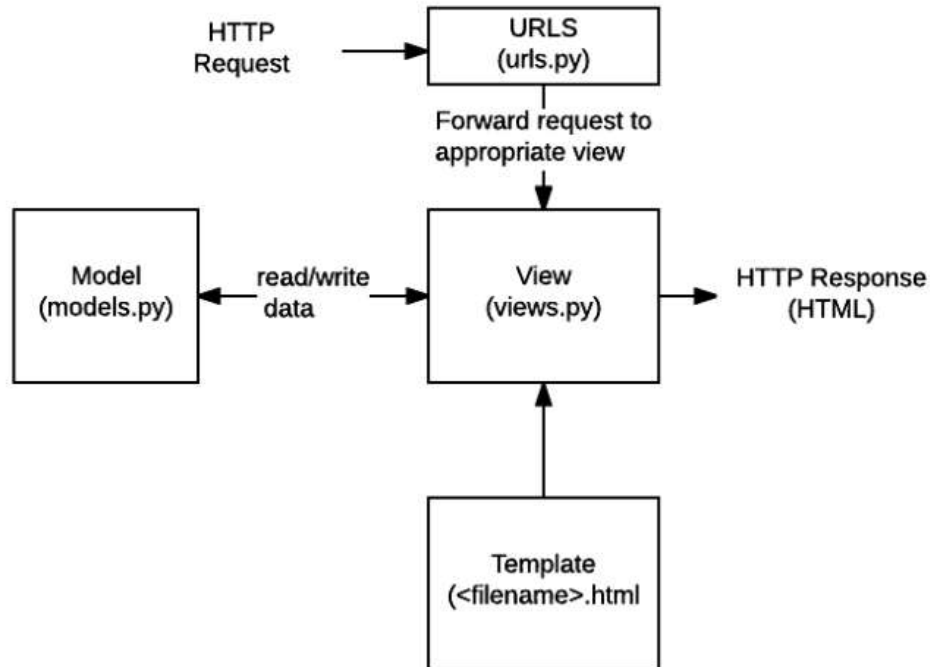 HTTP
Request
URLS
(urls.py)
Forward request to
appropriate view
Model
(models.py)
read/write
data
View
(views.py)
HTTP Response
(HTML)
Template
(<filename>.html